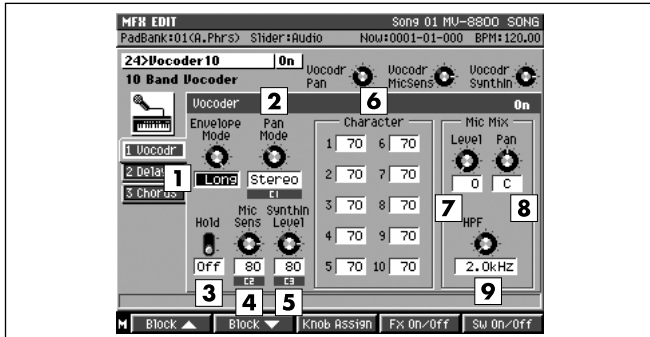 MFX EDIT Song 01 MV-8800 SONG
PadBank:01(A.Phrs) Slider:Audio Now:0001-01-000 BPM:120.00
24>Vocoder10 On
10 Band Vocoder
Vocodr Pan
Vocodr MicSens
Vocodr SynthIn
6
Vocoder 2 On
1 Vocodr
2 Delay
3 Chorus
Envelope Mode
Long
1
Pan Mode
Stereo
C1
Hold
Off
3
Mic Sens
80
C2
4
SynthIn Level
80
C3
5
Character
1 70 6 70
2 70 7 70
3 70 8 70
4 70 9 70
5 70 10 70
Mic Mix
Level Pan
0 C
7 8
HPF
2.0kHz
9
M Block ▲ Block ▼ Knob Assign FX On/Off SW On/Off